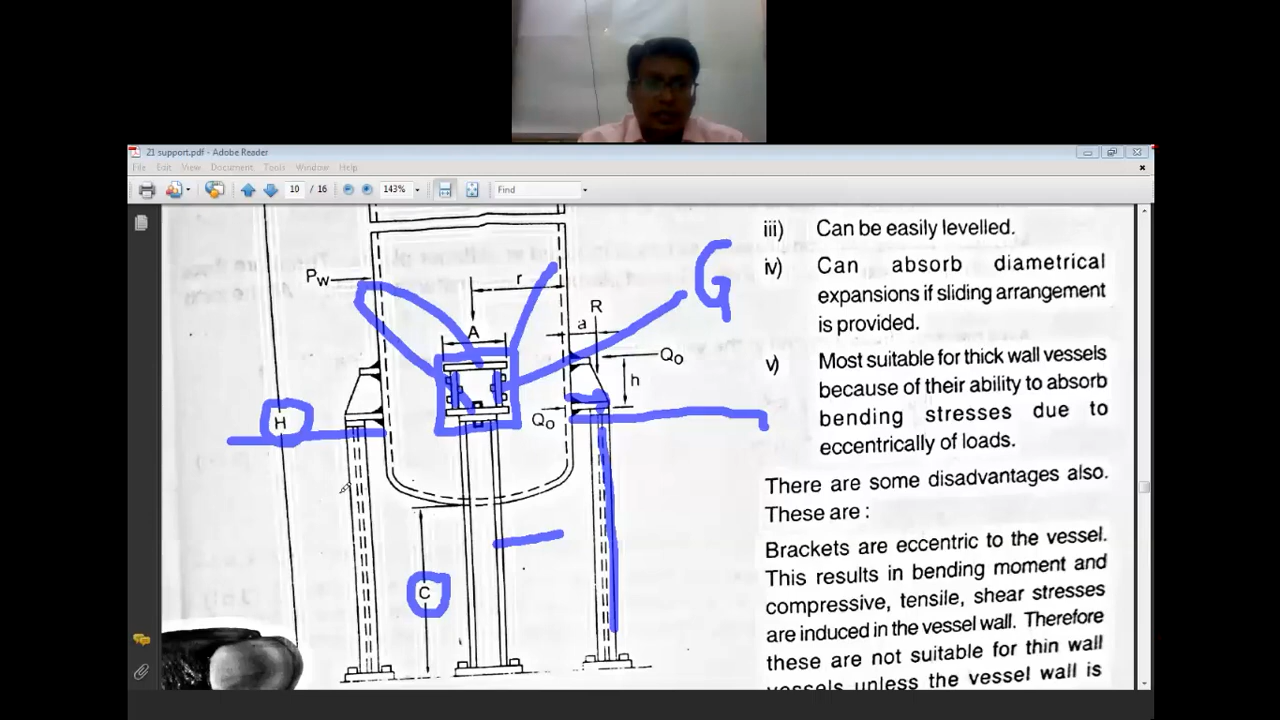 21 support.pdf - Adobe Reader
File Edit View Document Tools Window Help
10 / 16 143% Find
PW
r
R
A
a
G
Qo
h
H
Qo
C
iii) Can be easily levelled.
iv) Can absorb diametrical
expansions if sliding arrangement
is provided.
v) Most suitable for thick wall vessels
because of their ability to absorb
bending stresses due to
eccentrically of loads.
There are some disadvantages also.
These are :
Brackets are eccentric to the vessel.
This results in bending moment and
compressive, tensile, shear stresses
are induced in the vessel wall. Therefore
these are not suitable for thin wall
vessels unless the vessel wall is